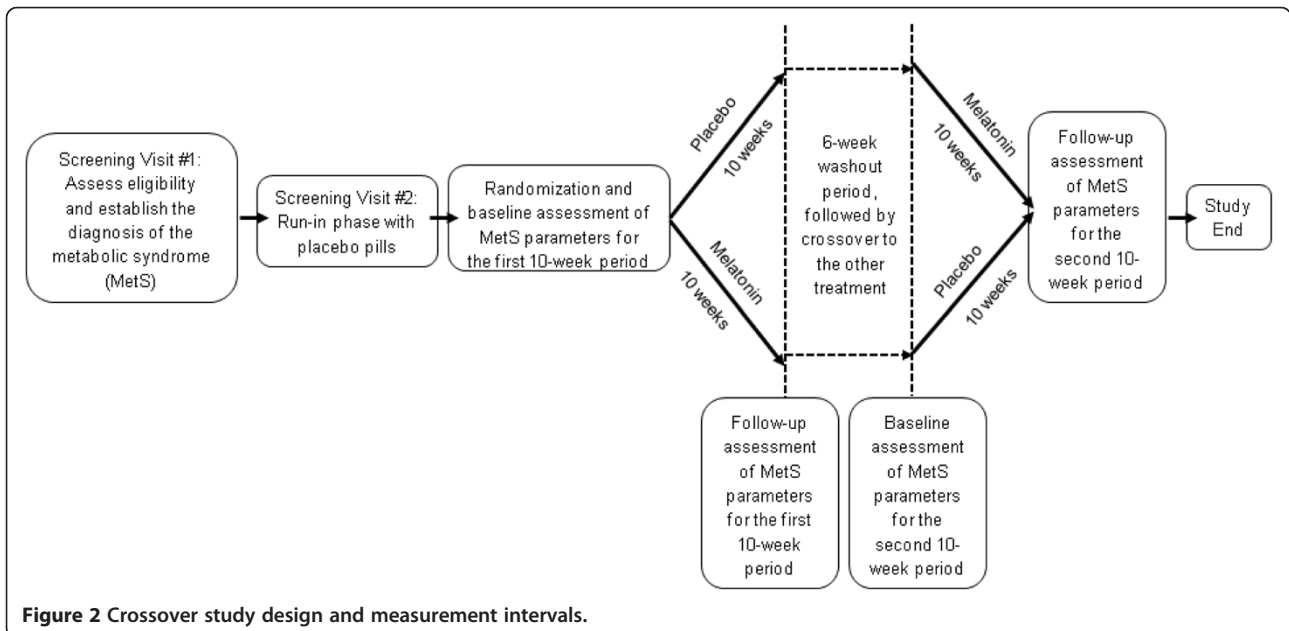 Screening Visit #1:
Assess eligibility
and establish the
diagnosis of the
metabolic syndrome
(MetS)
Screening Visit #2:
Run-in phase with
placebo pills
Randomization and
baseline assessment of
MetS parameters for
the first 10-week period
Placebo
10 weeks
Melatonin
10 weeks
6-week
washout
period,
followed by
crossover to
the other
treatment
Melatonin
10 weeks
Placebo
10 weeks
Follow-up
assessment
of MetS
parameters
for the
second 10-
week period
Study
End
Follow-up
assessment
of MetS
parameters
for the first
10-week
period
Baseline
assessment
of MetS
parameters
for the
second 10-
week period
Figure 2 Crossover study design and measurement intervals.